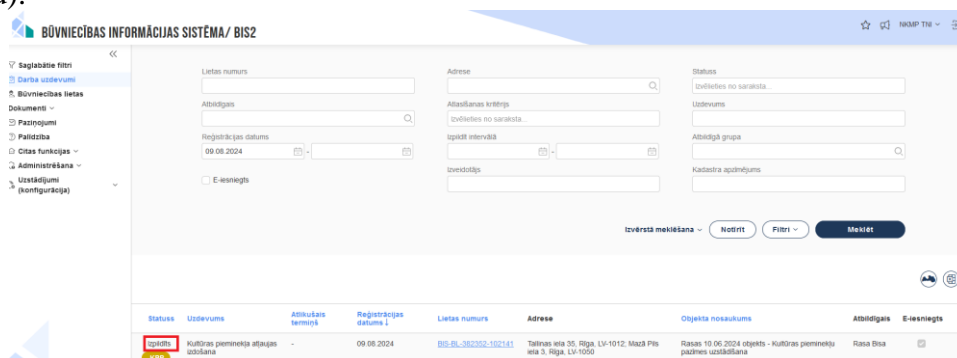 BŪVNIECĪBAS INFORMĀCIJAS SISTĒMA/ BIS2
NKMP TNI
Saglabātie filtri
Darba uzdevumi
Būvniecības lietas
Dokumenti
Paziņojumi
Palīdzība
Citas funkcijas
Administrēšana
Uzstādījumi
(konfigurācija)
Lietas numurs Adrese Statuss
Izvēlieties no saraksta...
Atbildīgais Atlasīšanas kritērijs Uzdevums
Izvēlieties no saraksta...
Reģistrācijas datums Izpildīt intervālā Atbildīgā grupa
09.08.2024 - -
Izveidotājs Kadastra apzīmējums
E-iesniegts
Izvērstā meklēšana Notīrīt Filtri Meklēt
Statuss Uzdevums Atlikušais termiņš Reģistrācijas datums ↓ Lietas numurs Adrese Objekta nosaukums Atbildīgais E-iesniegts
Izpildīts Kultūras pieminekļa atļaujas - 09.08.2024 BIS-BL-382352-102141 Tallinas iela 35, Rīga, LV-1012; Mazā Pils Rasas 10.06.2024 objekts - Kultūras pieminekļu Rasa Bisa
izdošana iela 3, Rīga, LV-1050 pazīmes uzstādīšana